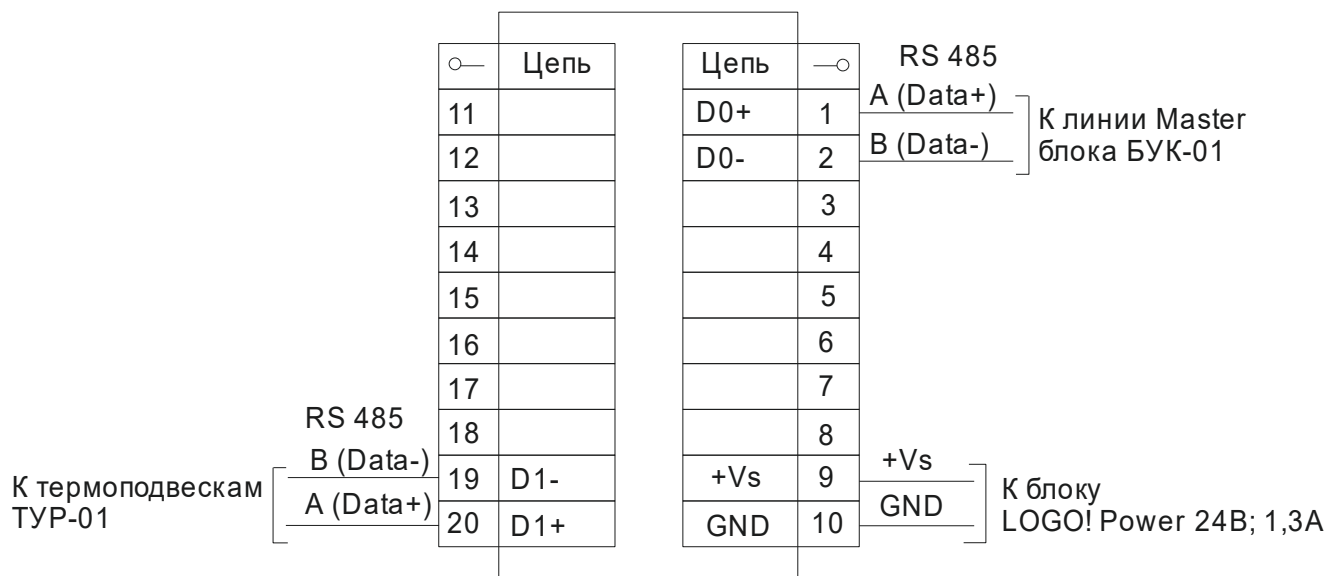 Цепь
11
12
13
14
15
16
17
18
19 D1-
20 D1+
RS 485
B (Data-)
A (Data+)
К термоподвескам
ТУР-01
Цепь
D0+ 1
D0- 2
3
4
5
6
7
8
+Vs 9
GND 10
RS 485
A (Data+)
B (Data-)
К линии Master
блока БУК-01
+Vs
GND
К блоку
LOGO! Power 24В; 1,3А